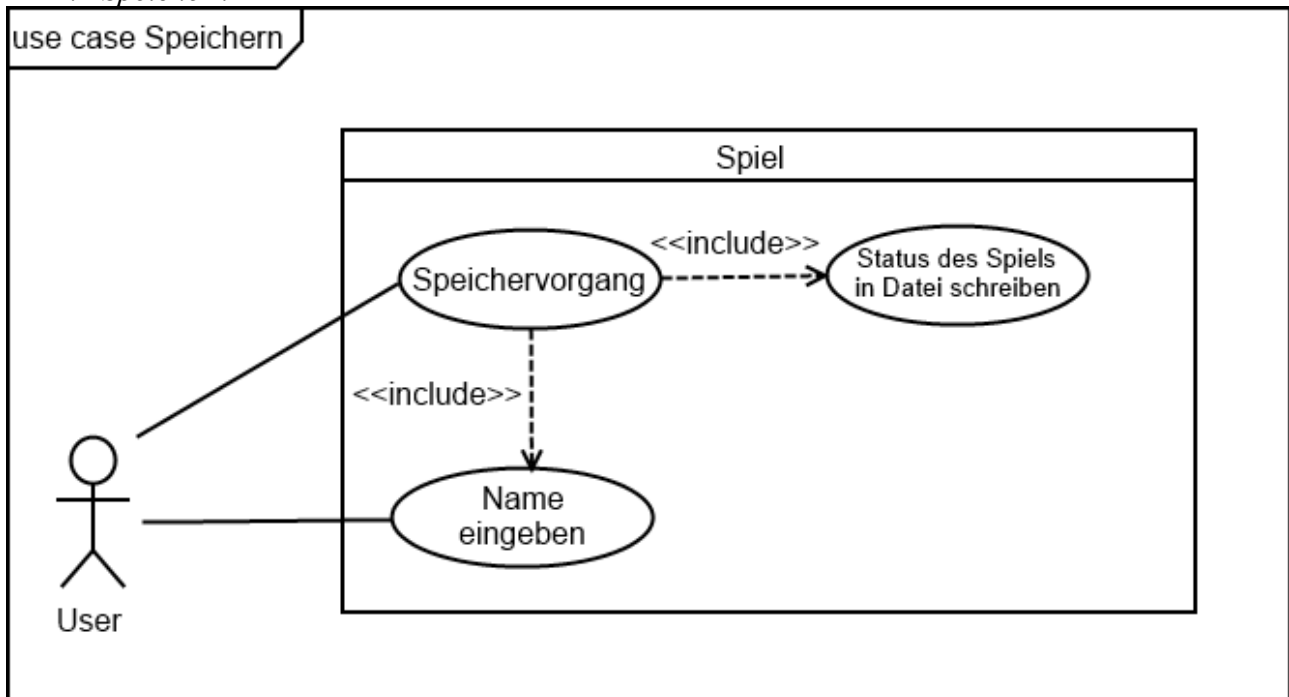 use case Speichern
Spiel
Speichervorgang
<<include>>
Status des Spiels
in Datei schreiben
<<include>>
Name
eingeben
User